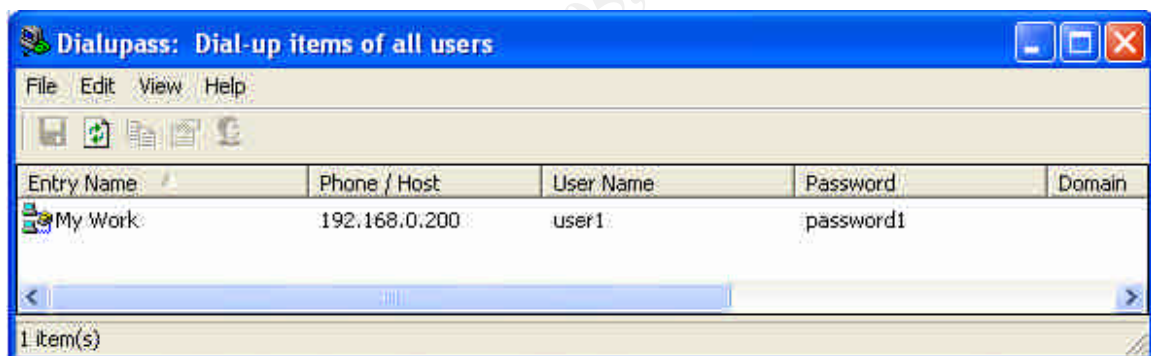 Dialupass: Dial-up items of all users
File Edit View Help
Entry Name Phone / Host User Name Password Domain
My Work 192.168.0.200 user1 password1
1 item(s)